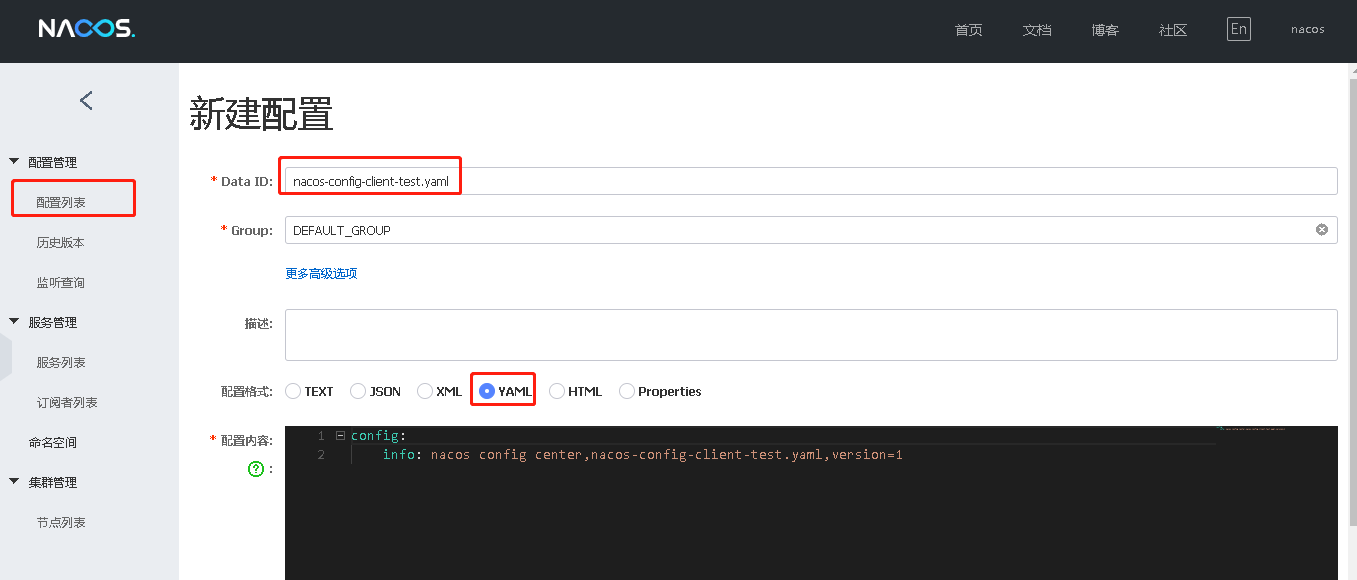 NACOS.
首页 文档 博客 社区 En nacos
新建配置
配置管理
配置列表
历史版本
监听查询
服务管理
服务列表
订阅者列表
命名空间
集群管理
节点列表
* Data ID: nacos-config-client-test.yaml
* Group: DEFAULT_GROUP
更多高级选项
描述:
配置格式: TEXT JSON XML YAML HTML Properties
* 配置内容:
? :
1 config:
2 info: nacos config center,nacos-config-client-test.yaml,version=1